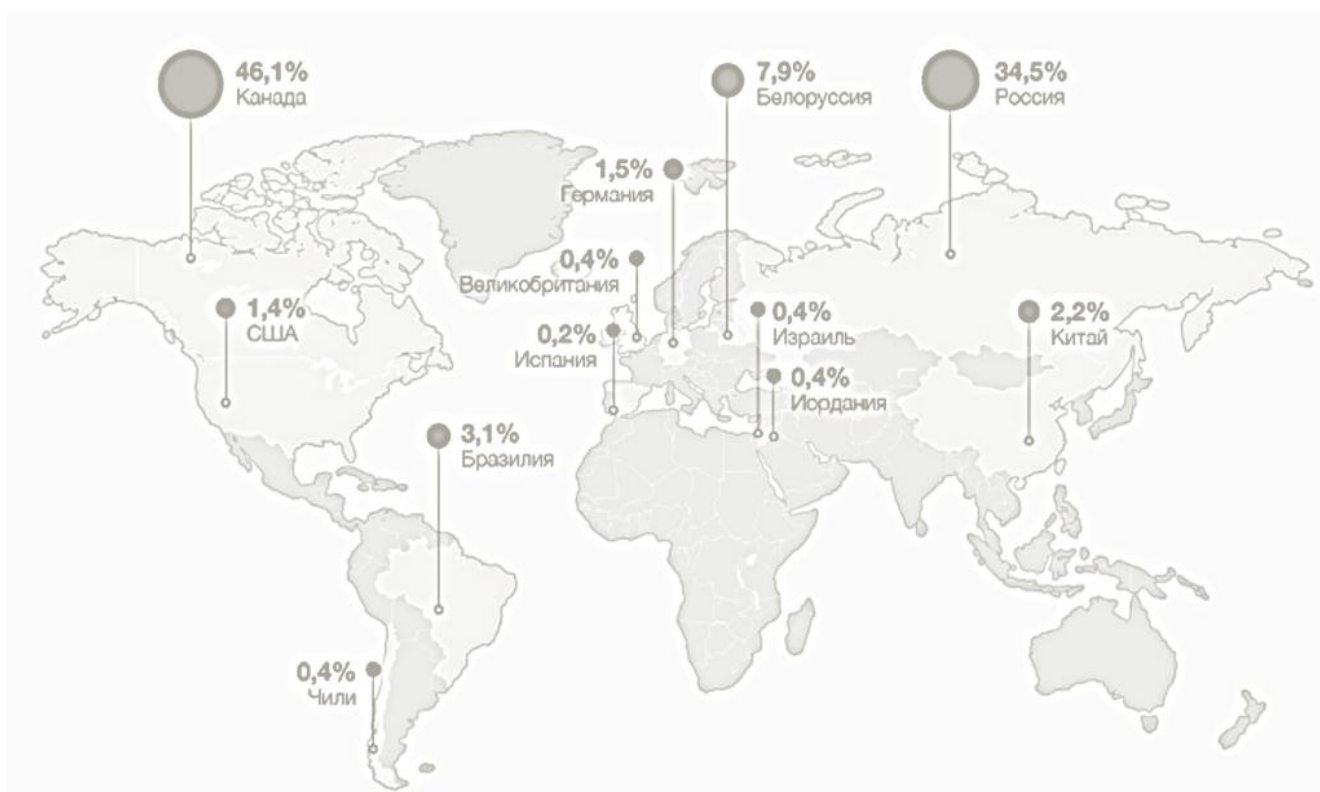 46,1%
Канада
7,9%
Белоруссия
34,5%
Россия
1,5%
Германия
0,4%
Великобритания
1,4%
США
0,2%
Испания
0,4%
Израиль
2,2%
Китай
0,4%
Иордания
3,1%
Бразилия
0,4%
Чили